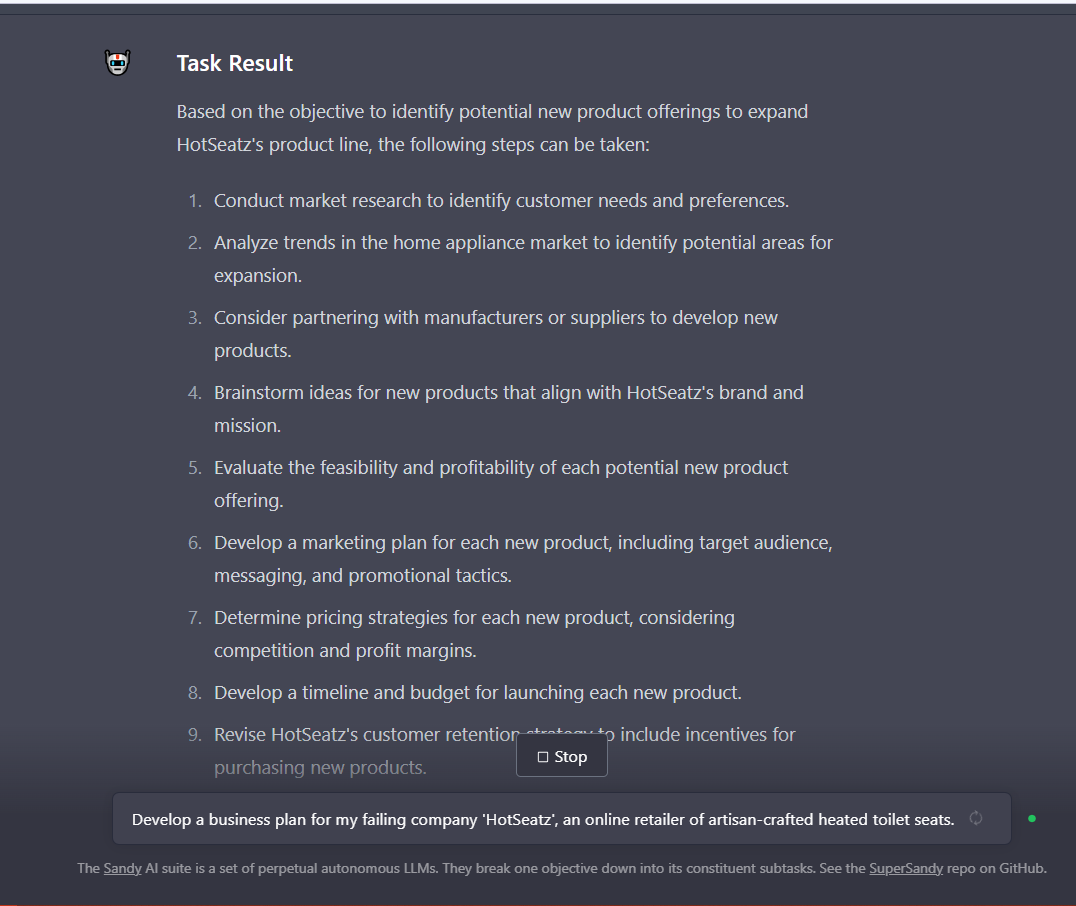 Task Result
Based on the objective to identify potential new product offerings to expand
HotSeatz's product line, the following steps can be taken:
1. Conduct market research to identify customer needs and preferences.
2. Analyze trends in the home appliance market to identify potential areas for
expansion.
3. Consider partnering with manufacturers or suppliers to develop new
products.
4. Brainstorm ideas for new products that align with HotSeatz's brand and
mission.
5. Evaluate the feasibility and profitability of each potential new product
offering.
6. Develop a marketing plan for each new product, including target audience,
messaging, and promotional tactics.
7. Determine pricing strategies for each new product, considering
competition and profit margins.
8. Develop a timeline and budget for launching each new product.
9. Revise HotSeatz's customer retention strategy to include incentives for
purchasing new products.
Stop
Develop a business plan for my failing company 'HotSeatz', an online retailer of artisan-crafted heated toilet seats.
The Sandy AI suite is a set of perpetual autonomous LLMs. They break one objective down into its constituent subtasks. See the SuperSandy repo on GitHub.